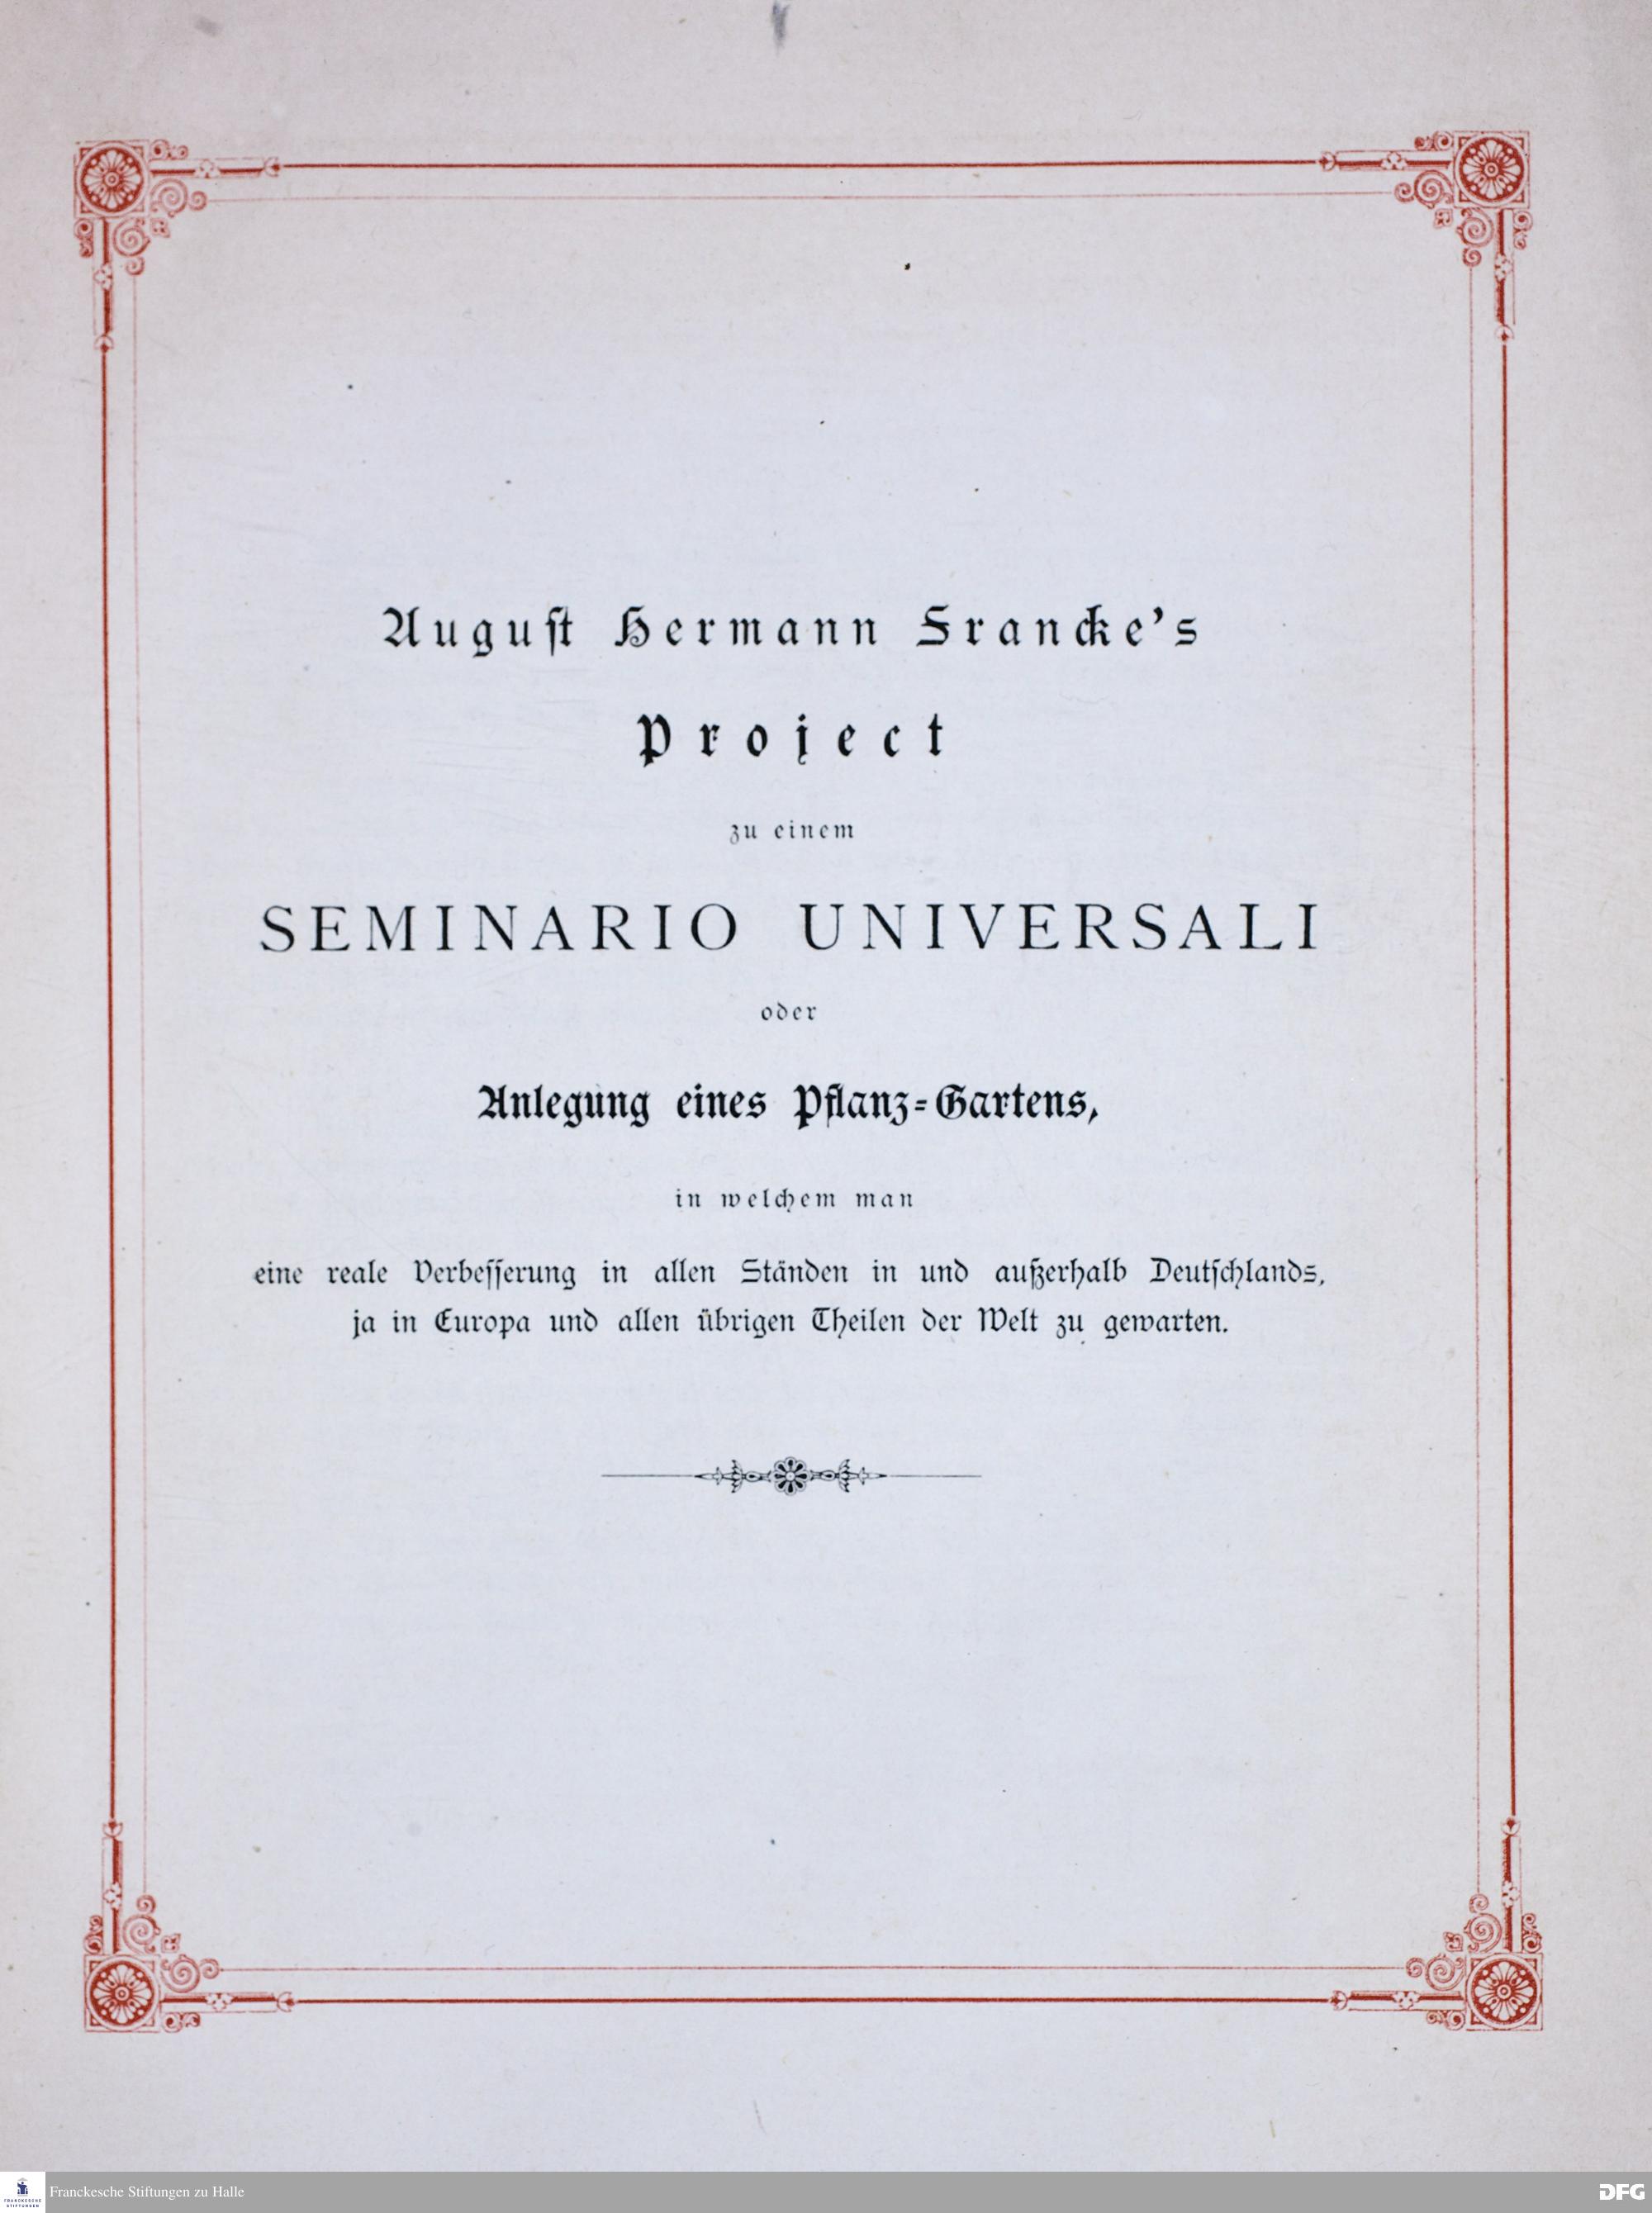 Auguſt Hermann Francke's
Project
zu einem
SEMINARIO UNIVERSALI
oder
Anlegung eines Pflanz=Gartens,
in welchem man
eine reale Verbeſſerung in allen Ständen in und außerhalb Deutſchlands,
ja in Europa und allen übrigen Theilen der Welt zu gewarten.
FRANCKESCHE
STIFTUNGEN
Franckesche Stiftungen zu Halle
DFG